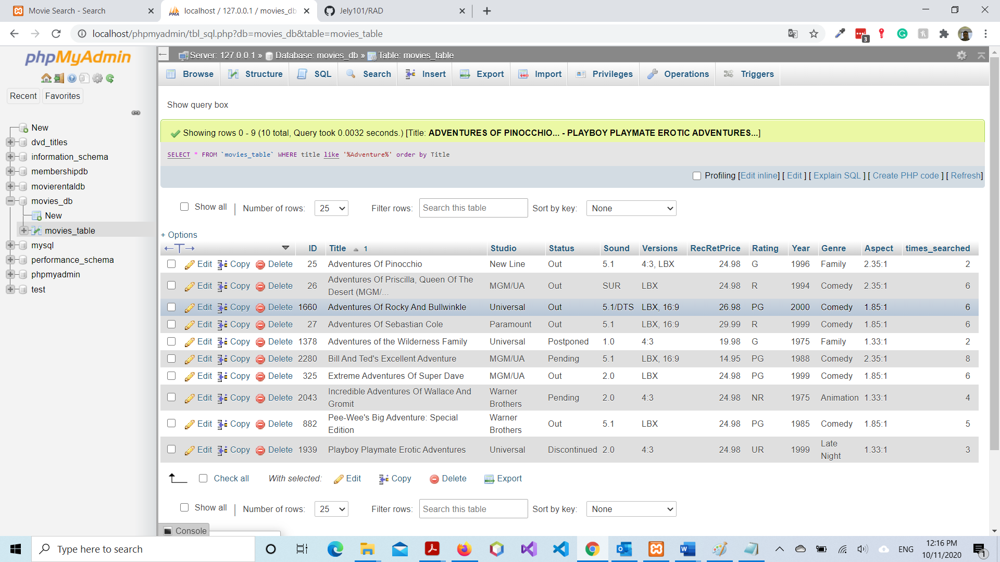 Movie Search - Search
localhost / 127.0.0.1 / movies_db
Jely101/RAD
localhost/phpmyadmin/tbl_sql.php?db=movies_db&table=movies_table
3
phpMyAdmin
Recent
Favorites
New
dvd_titles
information_schema
membershipdb
movierentaldb
movies_db
New
movies_table
mysql
performance_schema
phpmyadmin
test
Server: 127.0.0.1 » Database: movies_db » Table: movies_table
Browse Structure SQL Search Insert Export Import Privileges Operations Triggers
Show query box
Showing rows 0 - 9 (10 total, Query took 0.0032 seconds.) [Title: ADVENTURES OF PINOCCHIO... - PLAYBOY PLAYMATE EROTIC ADVENTURES...]
SELECT * FROM `movies_table` WHERE title like '%Adventure%' order by Title
Profiling [Edit inline] [ Edit ] [ Explain SQL ] [ Create PHP code ] [ Refresh]
Show all | Number of rows: 25 Filter rows: Search this table Sort by key: None
+ Options
ID Title 1 Studio Status Sound Versions RecRetPrice Rating Year Genre Aspect times_searched
Edit Copy Delete 25 Adventures Of Pinocchio New Line Out 5.1 4:3, LBX 24.98 G 1996 Family 2.35:1 2
Edit Copy Delete 26 Adventures Of Priscilla, Queen Of The Desert (MGM/... MGM/UA Out SUR LBX 24.98 R 1994 Comedy 2.35:1 6
Edit Copy Delete 1660 Adventures Of Rocky And Bullwinkle Universal Out 5.1/DTS LBX, 16:9 26.98 PG 2000 Comedy 1.85:1 6
Edit Copy Delete 27 Adventures Of Sebastian Cole Paramount Out 5.1 LBX, 16:9 29.99 R 1999 Comedy 1.85:1 6
Edit Copy Delete 1378 Adventures of the Wilderness Family Universal Postponed 1.0 4:3 19.98 G 1975 Family 1.33:1 2
Edit Copy Delete 2280 Bill And Ted's Excellent Adventure MGM/UA Pending 5.1 LBX, 16:9 14.95 PG 1988 Comedy 2.35:1 8
Edit Copy Delete 325 Extreme Adventures Of Super Dave MGM/UA Out 2.0 LBX 24.98 PG 1999 Comedy 1.85:1 6
Edit Copy Delete 2043 Incredible Adventures Of Wallace And Gromit Warner Brothers Pending 2.0 4:3 24.98 NR 1975 Animation 1.33:1 4
Edit Copy Delete 882 Pee-Wee's Big Adventure: Special Edition Warner Brothers Out 5.1 LBX 24.98 PG 1985 Comedy 1.85:1 5
Edit Copy Delete 1939 Playboy Playmate Erotic Adventures Universal Discontinued 2.0 4:3 24.98 UR 1999 Late Night 1.33:1 3
Check all With selected: Edit Copy Delete Export
Show all | Number of rows: 25 Filter rows: Search this table Sort by key: None
Console
Type here to search
ENG
12:16 PM
10/11/2020
1